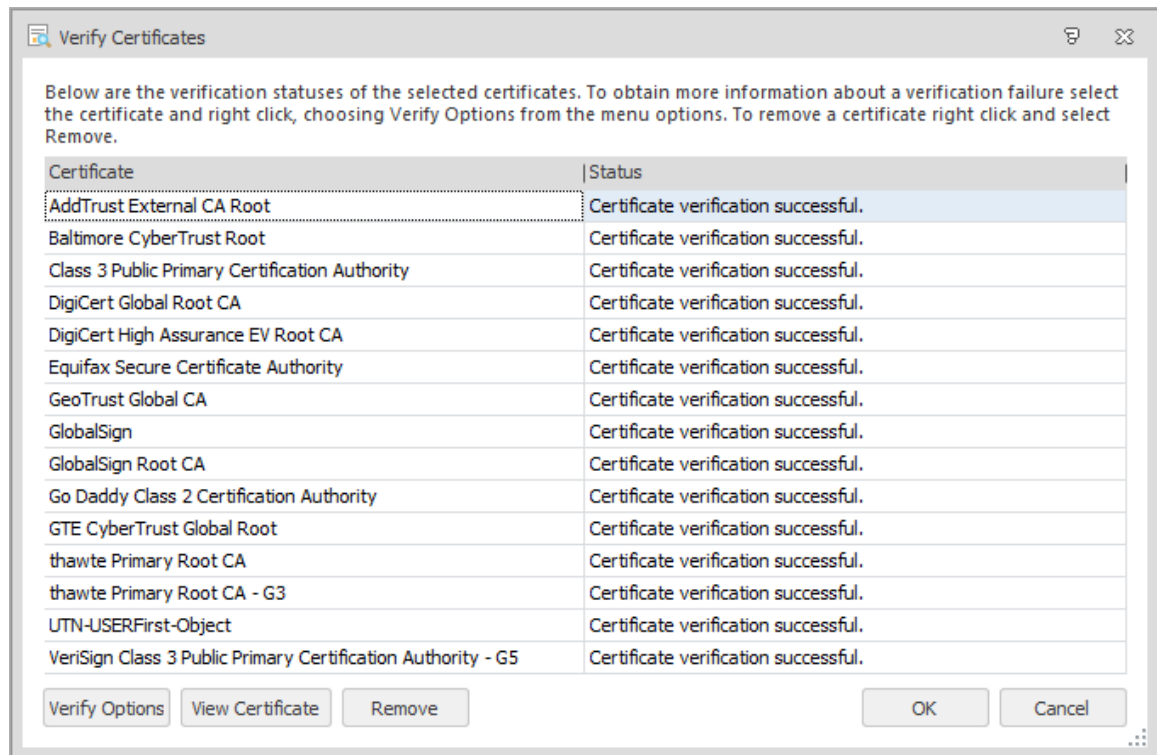 Verify Certificates
Below are the verification statuses of the selected certificates. To obtain more information about a verification failure select
the certificate and right click, choosing Verify Options from the menu options. To remove a certificate right click and select
Remove.
Certificate Status
AddTrust External CA Root Certificate verification successful.
Baltimore CyberTrust Root Certificate verification successful.
Class 3 Public Primary Certification Authority Certificate verification successful.
DigiCert Global Root CA Certificate verification successful.
DigiCert High Assurance EV Root CA Certificate verification successful.
Equifax Secure Certificate Authority Certificate verification successful.
GeoTrust Global CA Certificate verification successful.
GlobalSign Certificate verification successful.
GlobalSign Root CA Certificate verification successful.
Go Daddy Class 2 Certification Authority Certificate verification successful.
GTE CyberTrust Global Root Certificate verification successful.
thawte Primary Root CA Certificate verification successful.
thawte Primary Root CA - G3 Certificate verification successful.
UTN-USERFirst-Object Certificate verification successful.
VeriSign Class 3 Public Primary Certification Authority - G5 Certificate verification successful.
Verify Options View Certificate Remove OK Cancel